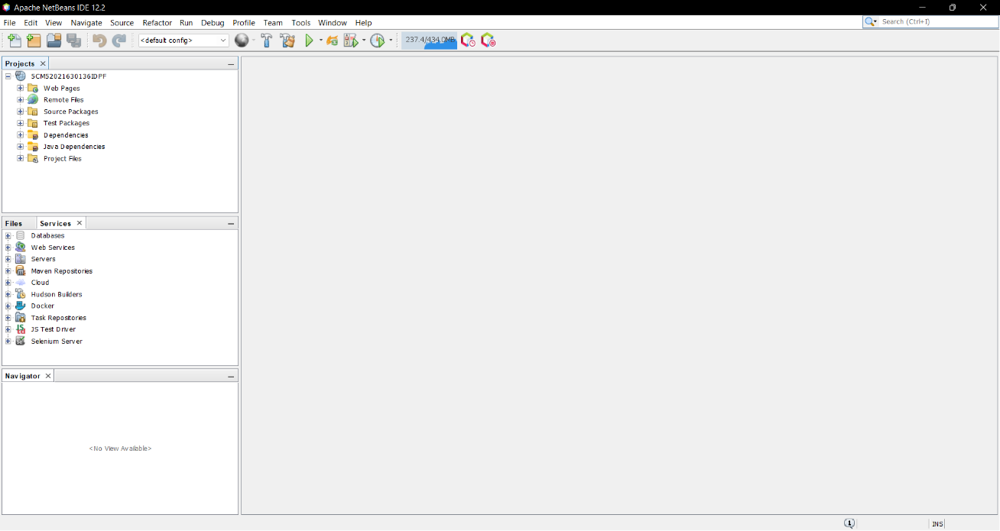 Apache NetBeans IDE 12.2
File Edit View Navigate Source Refactor Run Debug Profile Team Tools Window Help
Search (Ctrl+I)
<default config>
237.4/434.0MB
Projects
5CM52021630136IDPF
Web Pages
Remote Files
Source Packages
Test Packages
Dependencies
Java Dependencies
Project Files
Files Services
Databases
Web Services
Servers
Maven Repositories
Cloud
Hudson Builders
Docker
Task Repositories
JS Test Driver
Selenium Server
Navigator
<No View Available>
INS